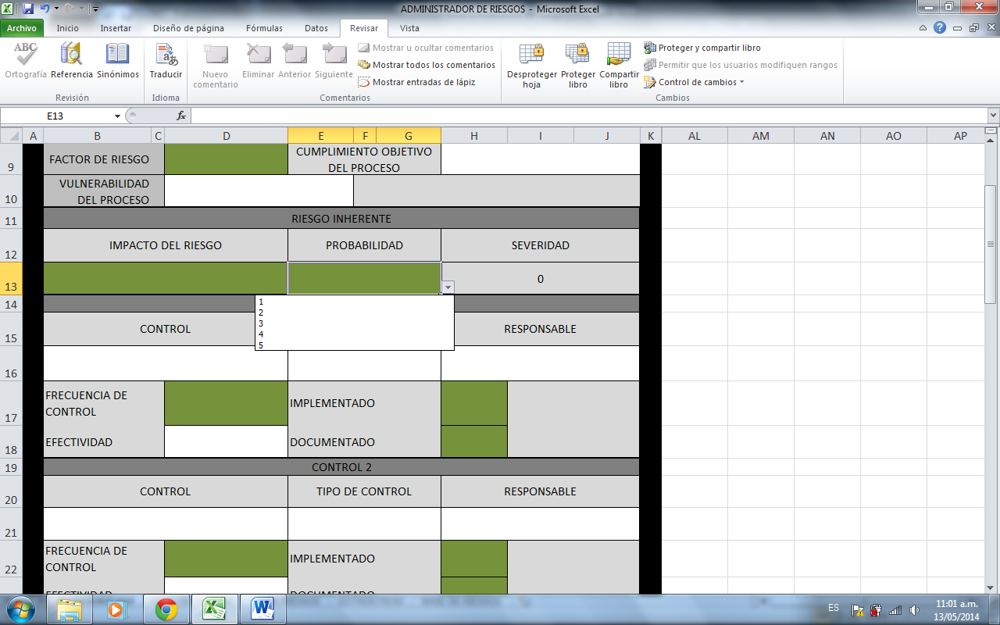 ADMINISTRADOR DE RIESGOS - Microsoft Excel
Archivo Inicio Insertar Diseño de página Fórmulas Datos Revisar Vista
ABC
Ortografía Referencia Sinónimos
Revisión
Traducir
Idioma
Nuevo comentario Eliminar Anterior Siguiente
Mostrar u ocultar comentarios
Mostrar todos los comentarios
Mostrar entradas de lápiz
Comentarios
Desproteger hoja Proteger libro Compartir libro
Proteger y compartir libro
Permitir que los usuarios modifiquen rangos
Control de cambios
Cambios
E13 fx
A B C D E F G H I J K AL AM AN AO AP
9 FACTOR DE RIESGO CUMPLIMIENTO OBJETIVO
DEL PROCESO
10 VULNERABILIDAD
DEL PROCESO
11 RIESGO INHERENTE
12 IMPACTO DEL RIESGO PROBABILIDAD SEVERIDAD
13 0
14
1
2
3
4
5
15 CONTROL RESPONSABLE
16
17 FRECUENCIA DE
CONTROL IMPLEMENTADO
18 EFECTIVIDAD DOCUMENTADO
19 CONTROL 2
20 CONTROL TIPO DE CONTROL RESPONSABLE
21
22 FRECUENCIA DE
CONTROL IMPLEMENTADO
EFECTIVIDAD DOCUMENTADO
ES 11:01 a.m.
13/05/2014